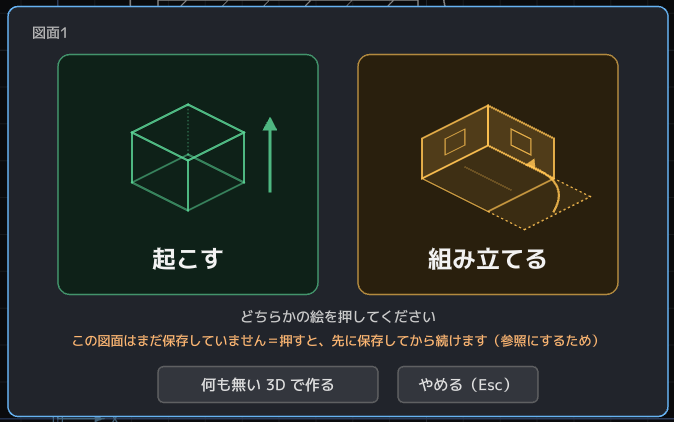 図面1
起こす
組み立てる
どちらかの絵を押してください
この図面はまだ保存していません=押すと、先に保存してから続けます（参照にするため）
何も無い 3D で作る
やめる（Esc）
x